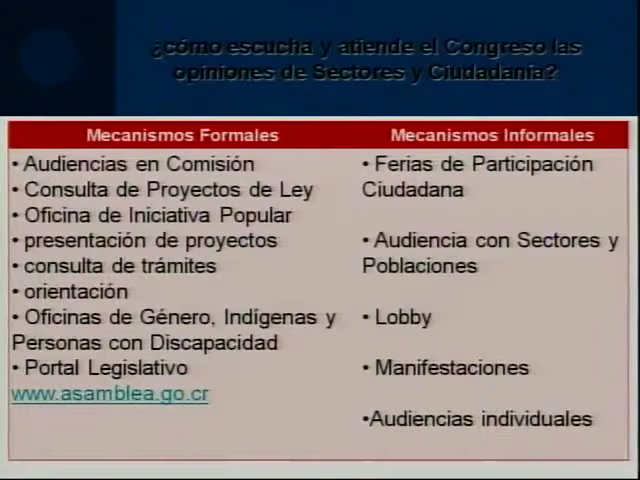 ¿cómo escucha y atiende el Congreso las
opiniones de Sectores y Ciudadanía?
Mecanismos Formales
• Audiencias en Comisión
• Consulta de Proyectos de Ley
• Oficina de Iniciativa Popular
• presentación de proyectos
• consulta de trámites
• orientación
• Oficinas de Género, Indígenas y
Personas con Discapacidad
• Portal Legislativo
www.asamblea.go.cr
Mecanismos Informales
• Ferias de Participación
Ciudadana
• Audiencia con Sectores y
Poblaciones
• Lobby
• Manifestaciones
•Audiencias individuales